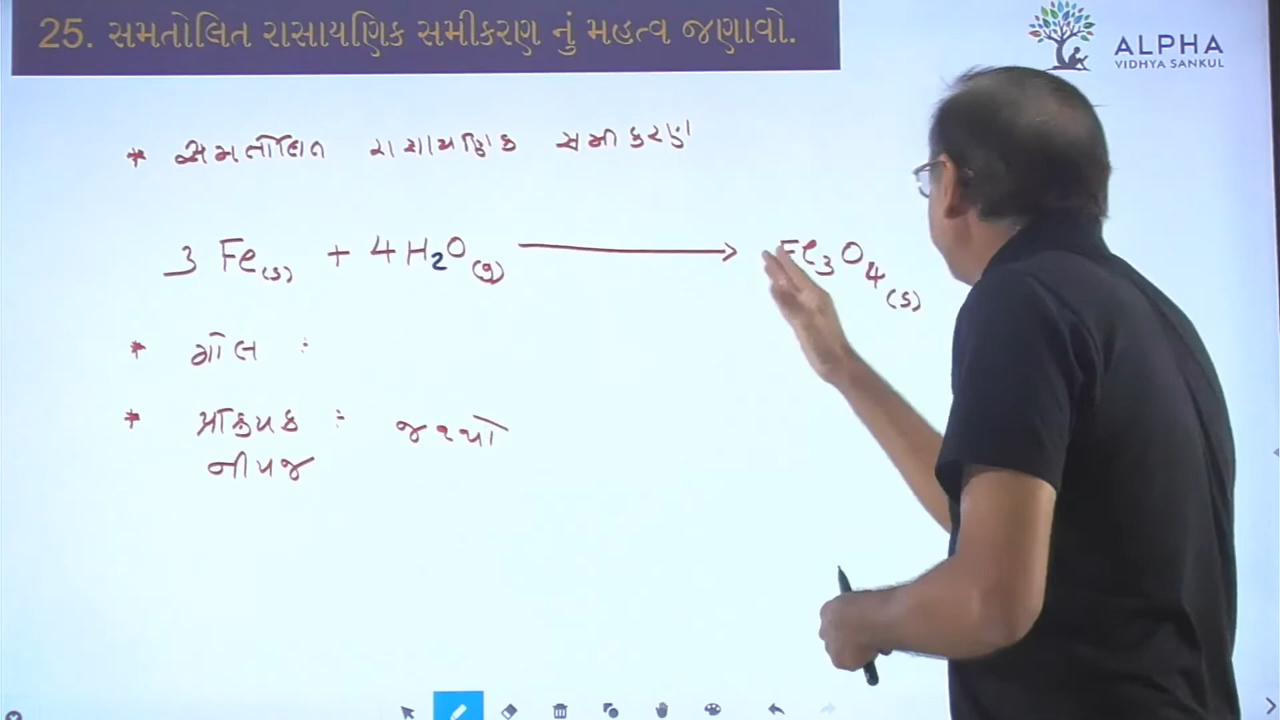 25. સમતોલિત રાસાયણિક સમીકરણ નું મહત્વ જણાવો.
ALPHA
VIDHYA SANKUL
* સમતોલિત રાસાયણિક સમીકરણ
3 Fe(s) + 4 H2O(g) ⟶ Fe3O4(s)
* મોલ :
* પ્રક્રિયક : જથ્થો
નીપજ